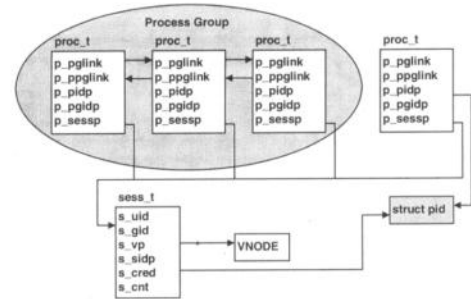 Process Group
proc_t
proc_t
proc_t
proc_t
p_pglink
p_ppglink
p_pidp
p_pgidp
p_sessp
p_pglink
p_ppglink
p_pidp
p_pgidp
p_sessp
p_pglink
p_ppglink
p_pidp
p_pgidp
p_sessp
p_pglink
p_ppglink
p_pidp
p_pgidp
p_sessp
sess_t
s_uid
s_gid
s_vp
s_sidp
s_cred
s_cnt
VNODE
struct pid